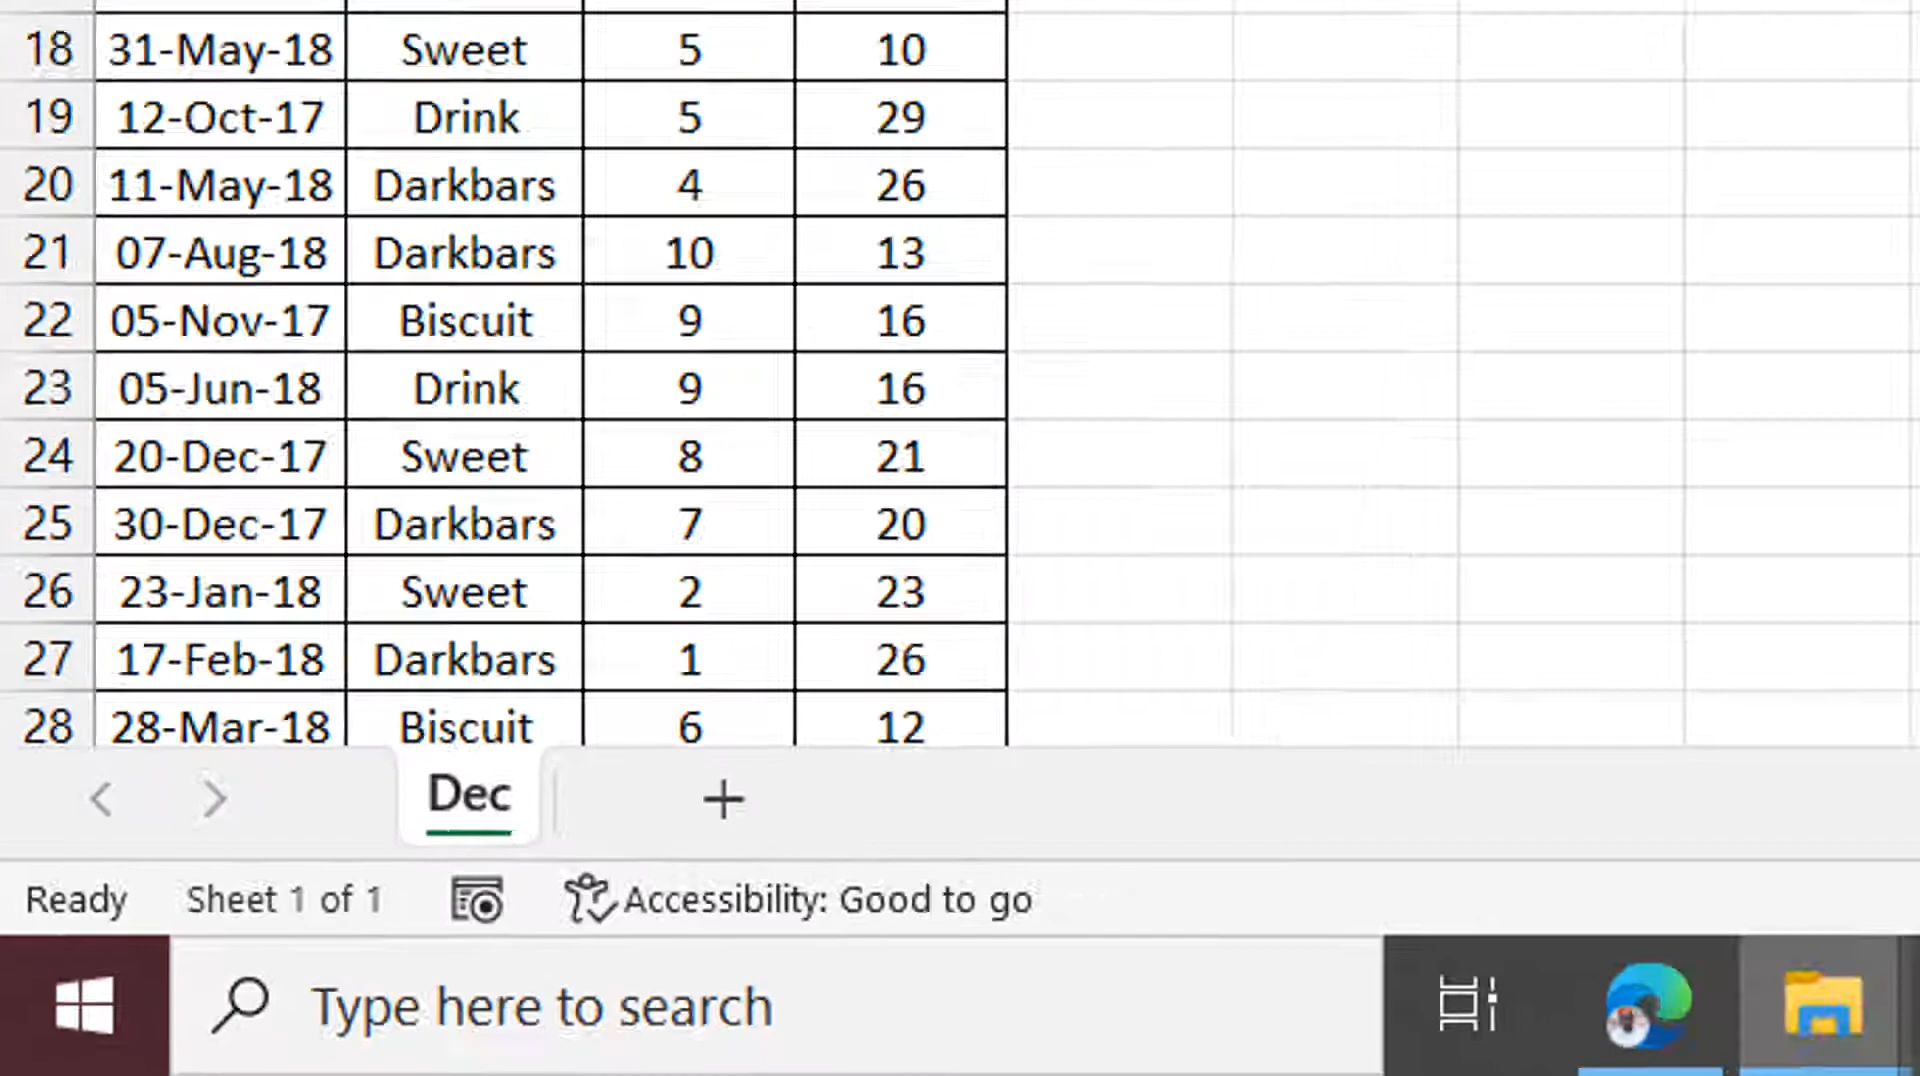 18 31-May-18 Sweet 5 10
19 12-Oct-17 Drink 5 29
20 11-May-18 Darkbars 4 26
21 07-Aug-18 Darkbars 10 13
22 05-Nov-17 Biscuit 9 16
23 05-Jun-18 Drink 9 16
24 20-Dec-17 Sweet 8 21
25 30-Dec-17 Darkbars 7 20
26 23-Jan-18 Sweet 2 23
27 17-Feb-18 Darkbars 1 26
28 28-Mar-18 Biscuit 6 12
Dec
Ready Sheet 1 of 1 Accessibility: Good to go
Type here to search